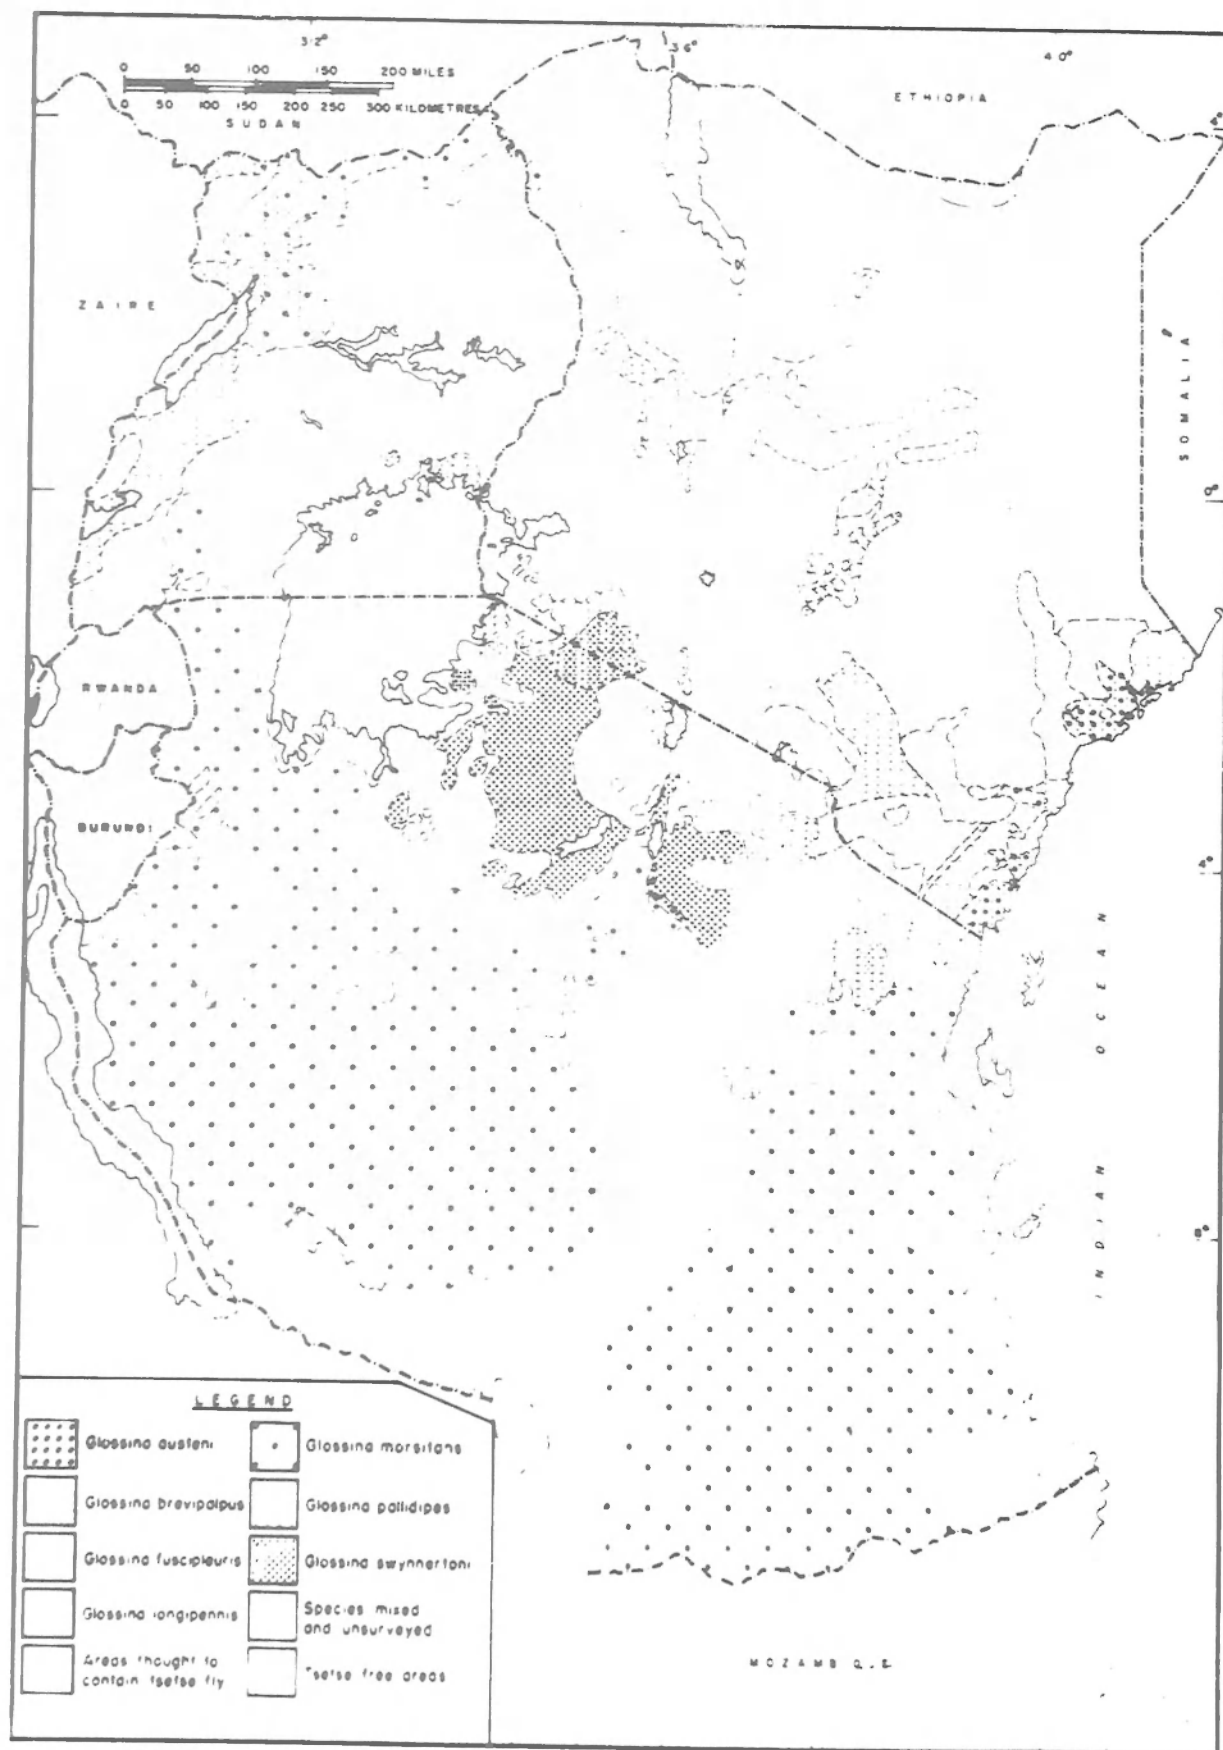 32° 36° 40°
0 50 100 150 200 MILES
0 50 100 150 200 250 300 KILOMETRES
SUDAN
ETHIOPIA
6°
ZAIRE
SOMALIA
0°
RWANDA
BURUNDI
4°
INDIAN OCEAN
8°
LEGEND
Glossina austeni
Glossina morsitans
Glossina brevipalpus
Glossina pallidipes
Glossina fuscipleuris
Glossina swynnertoni
Glossina longipennis
Species mixed
and unsurveyed
Areas thought to
contain tsetse fly
Tsetse free areas
MOZAMB Q.E